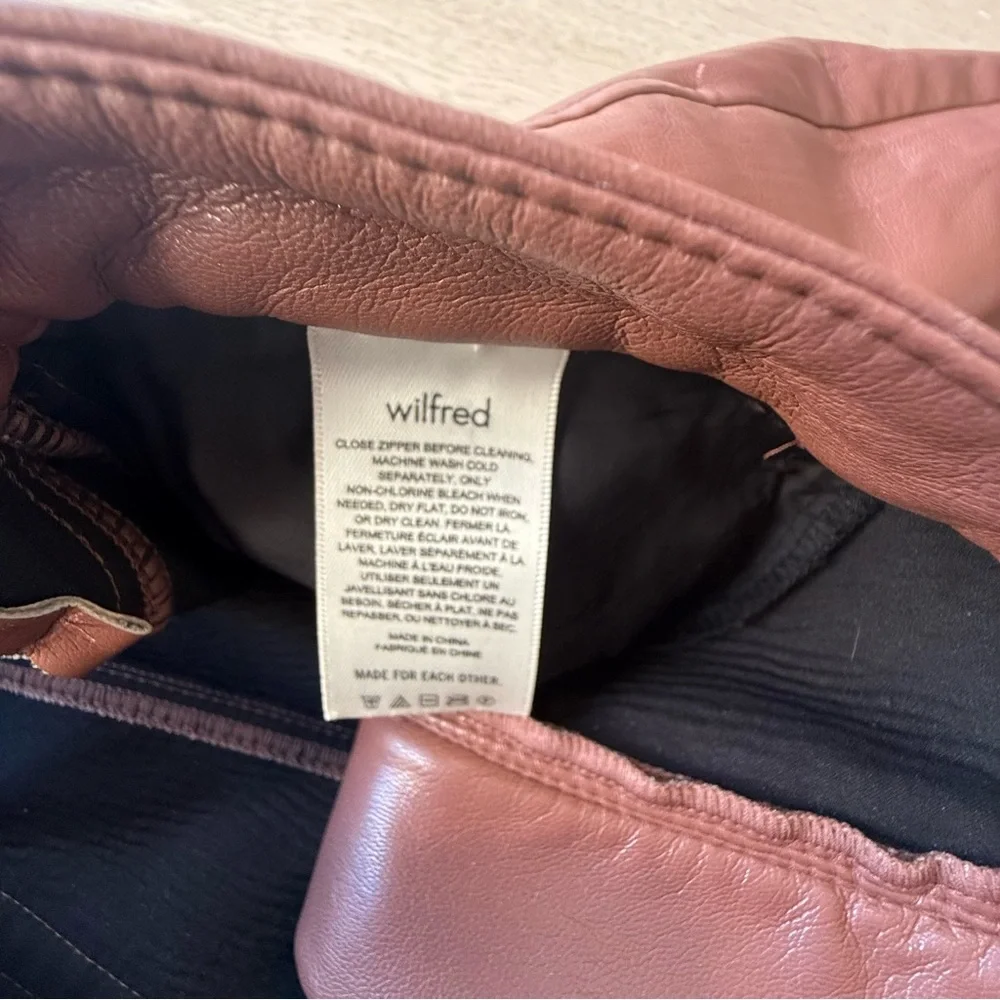 wilfred
CLOSE ZIPPER BEFORE CLEANING,
MACHINE WASH COLD
SEPARATELY, ONLY
NON-CHLORINE BLEACH WHEN
NEEDED, DRY FLAT, DO NOT IRON,
OR DRY CLEAN. FERMER LA
FERMETURE ÉCLAIR AVANT DE
LAVER, LAVER SÉPARÉMENT À LA
MACHINE À L'EAU FROIDE,
UTILISER SEULEMENT UN
JAVELLISANT SANS CHLORE AU
BESOIN, SÉCHER À PLAT, NE PAS
REPASSER, OU NETTOYER À SEC.
MADE IN CHINA
FABRIQUÉ EN CHINE
MADE FOR EACH OTHER.